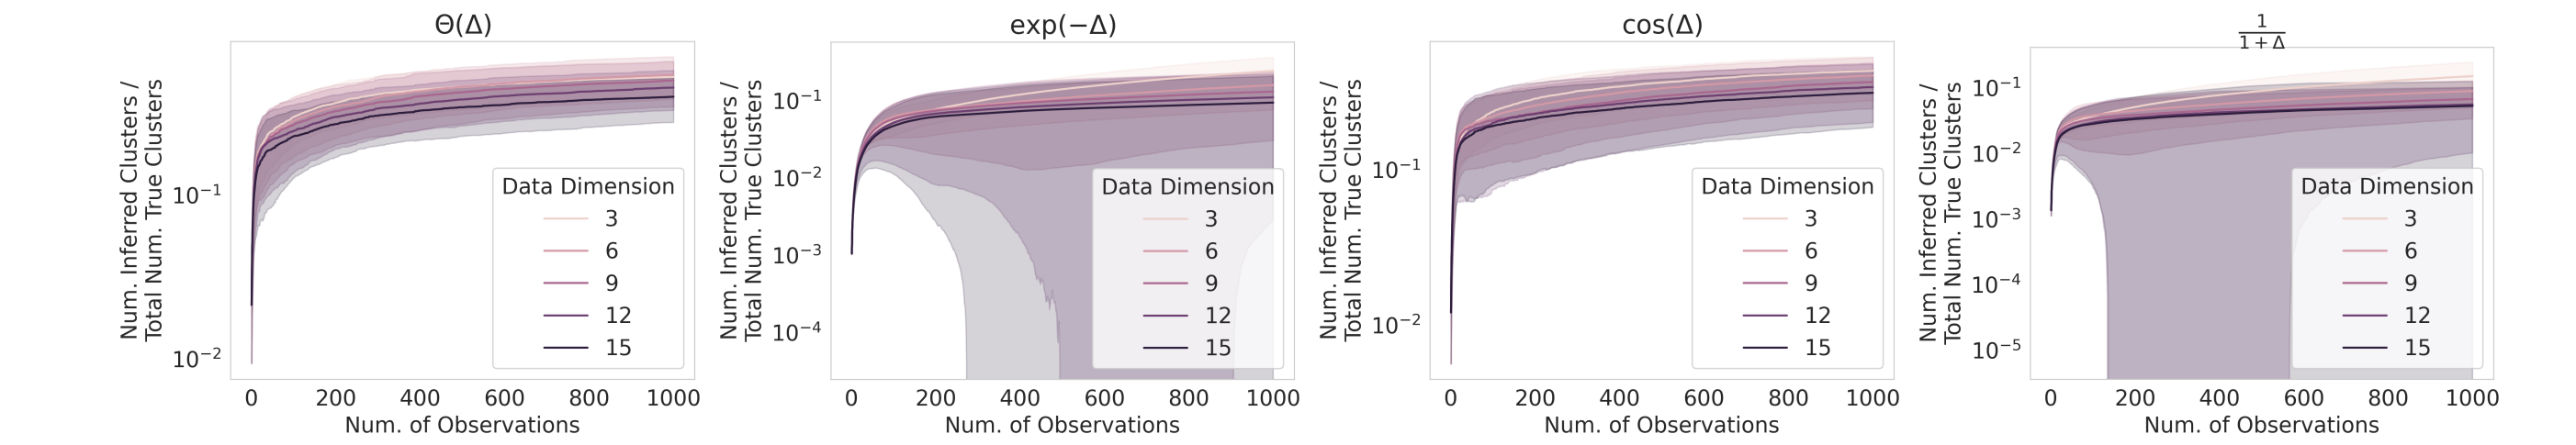 Θ(Δ)
Num. Inferred Clusters /
Total Num. True Clusters
10⁻¹
10⁻²
0 200 400 600 800 1000
Num. of Observations
Data Dimension
3
6
9
12
15
exp(−Δ)
Num. Inferred Clusters /
Total Num. True Clusters
10⁻¹
10⁻²
10⁻³
10⁻⁴
0 200 400 600 800 1000
Num. of Observations
Data Dimension
3
6
9
12
15
cos(Δ)
Num. Inferred Clusters /
Total Num. True Clusters
10⁻¹
10⁻²
0 200 400 600 800 1000
Num. of Observations
Data Dimension
3
6
9
12
15
1
1 + Δ
Num. Inferred Clusters /
Total Num. True Clusters
10⁻¹
10⁻²
10⁻³
10⁻⁴
10⁻⁵
0 200 400 600 800 1000
Num. of Observations
Data Dimension
3
6
9
12
15